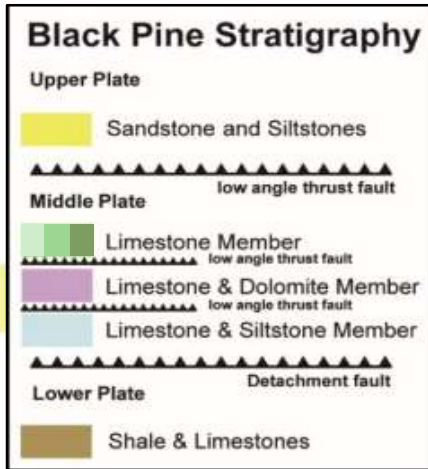 Black Pine Stratigraphy
Upper Plate
Sandstone and Siltstones
low angle thrust fault
Middle Plate
Limestone Member
low angle thrust fault
Limestone & Dolomite Member
low angle thrust fault
Limestone & Siltstone Member
Detachment fault
Lower Plate
Shale & Limestones